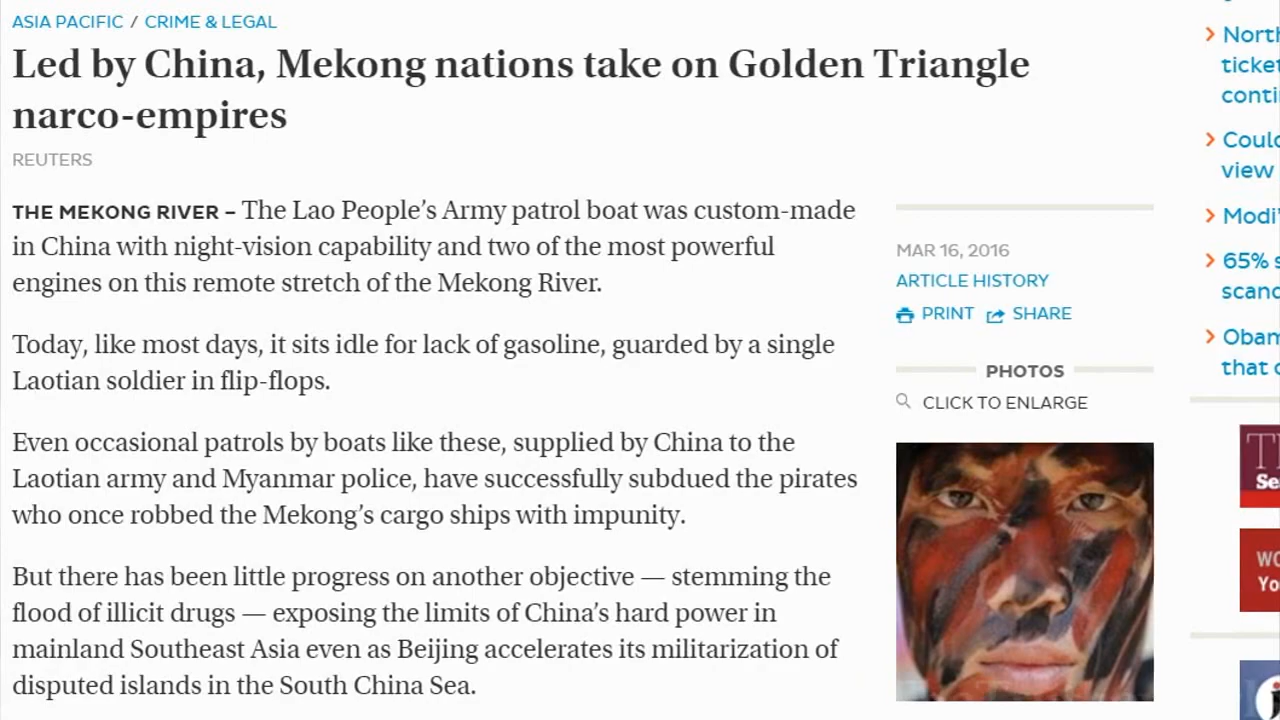 ASIA PACIFIC / CRIME & LEGAL
Led by China, Mekong nations take on Golden Triangle
narco-empires
REUTERS
THE MEKONG RIVER – The Lao People’s Army patrol boat was custom-made
in China with night-vision capability and two of the most powerful
engines on this remote stretch of the Mekong River.
Today, like most days, it sits idle for lack of gasoline, guarded by a single
Laotian soldier in flip-flops.
Even occasional patrols by boats like these, supplied by China to the
Laotian army and Myanmar police, have successfully subdued the pirates
who once robbed the Mekong’s cargo ships with impunity.
But there has been little progress on another objective — stemming the
flood of illicit drugs — exposing the limits of China’s hard power in
mainland Southeast Asia even as Beijing accelerates its militarization of
disputed islands in the South China Sea.
MAR 16, 2016
ARTICLE HISTORY
PRINT SHARE
PHOTOS
CLICK TO ENLARGE
view
65%
that